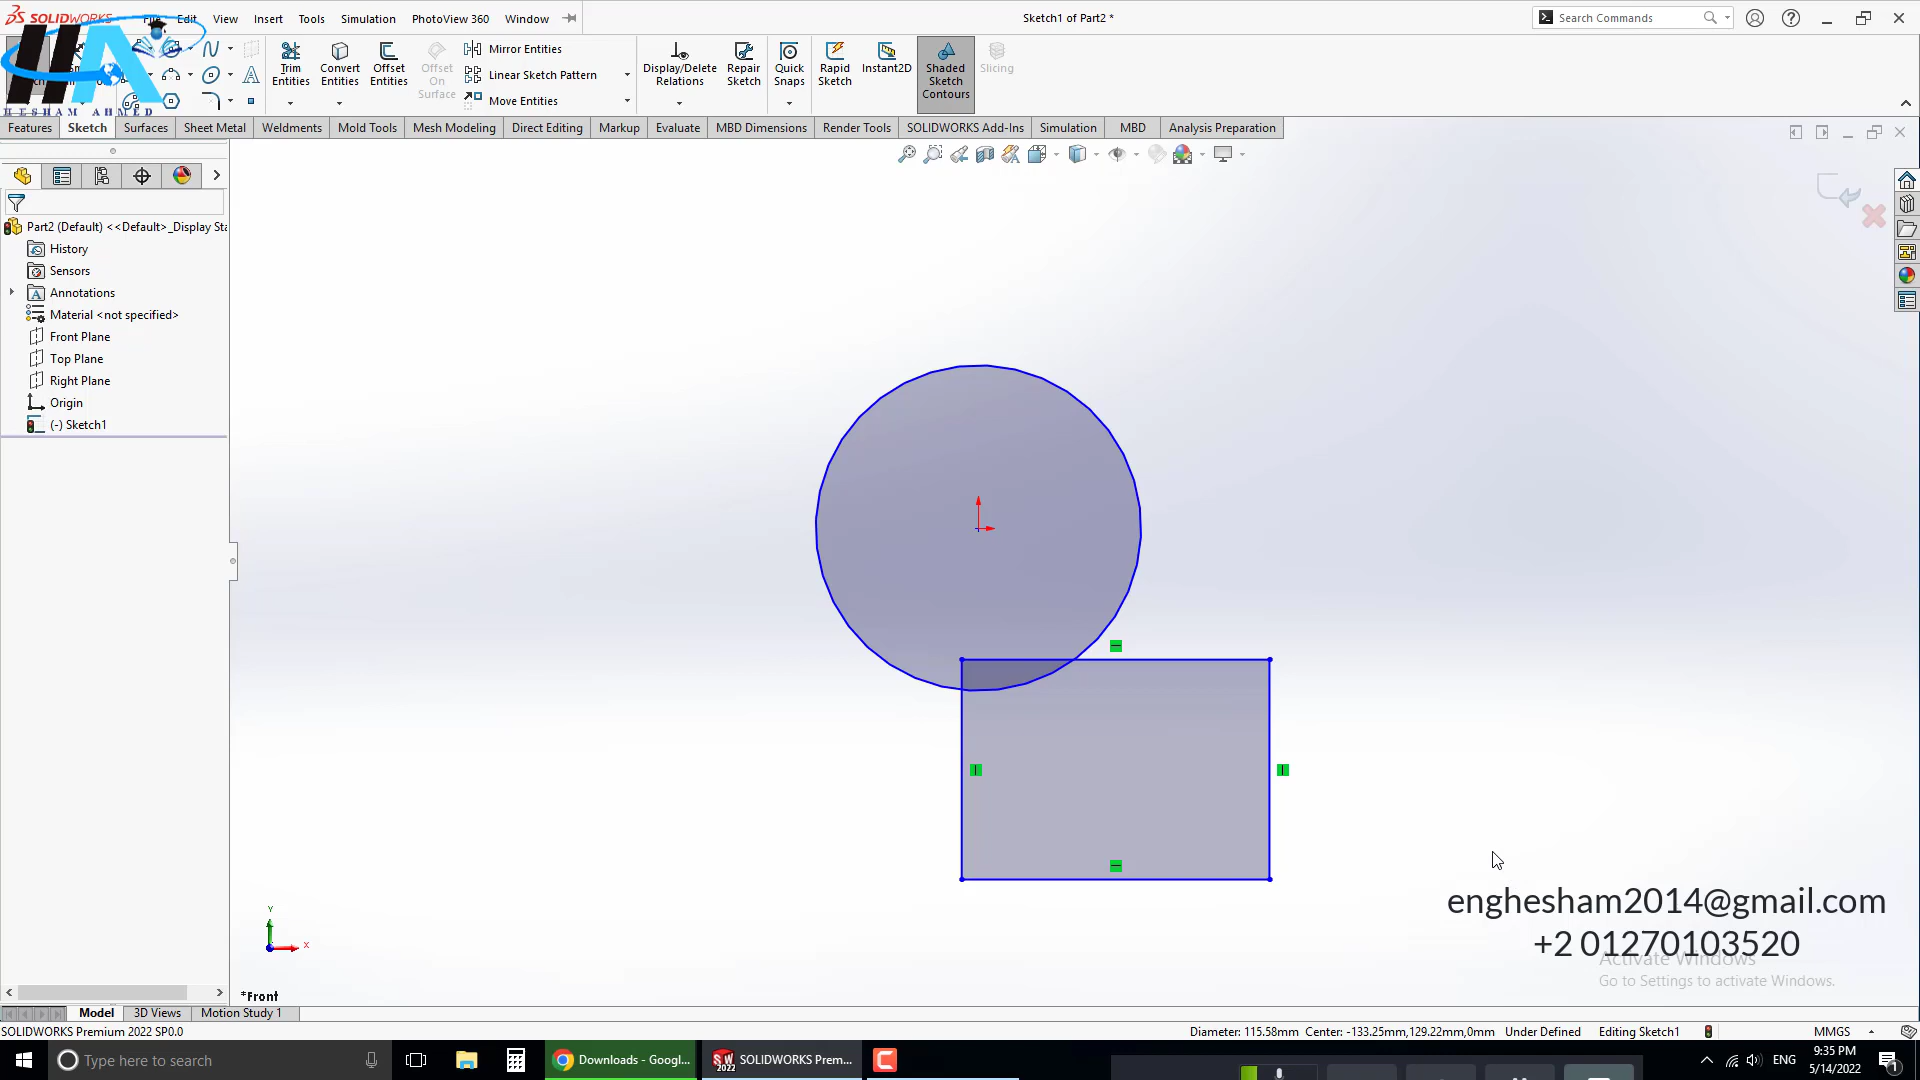 SOLIDWORKS
File Edit View Insert Tools Simulation PhotoView 360 Window
Sketch1 of Part2 *
Search Commands
HESHAM AHMED
Trim Entities
Convert Entities
Offset Entities
Offset On Surface
Mirror Entities
Linear Sketch Pattern
Move Entities
Display/Delete Relations
Repair Sketch
Quick Snaps
Rapid Sketch
Instant2D
Shaded Sketch Contours
Slicing
Features Sketch Surfaces Sheet Metal Weldments Mold Tools Mesh Modeling Direct Editing Markup Evaluate MBD Dimensions Render Tools SOLIDWORKS Add-Ins Simulation MBD Analysis Preparation
Part2 (Default) <<Default>_Display Sta
History
Sensors
Annotations
Material <not specified>
Front Plane
Top Plane
Right Plane
Origin
(-) Sketch1
Y
X
*Front
enghesham2014@gmail.com
+2 01270103520
Activate Windows
Go to Settings to activate Windows.
Model 3D Views Motion Study 1
SOLIDWORKS Premium 2022 SP0.0
Diameter: 115.58mm Center: -133.25mm,129.22mm,0mm Under Defined Editing Sketch1 MMGS
Type here to search
Downloads - Googl...
SOLIDWORKS Prem...
ENG
9:35 PM
5/14/2022